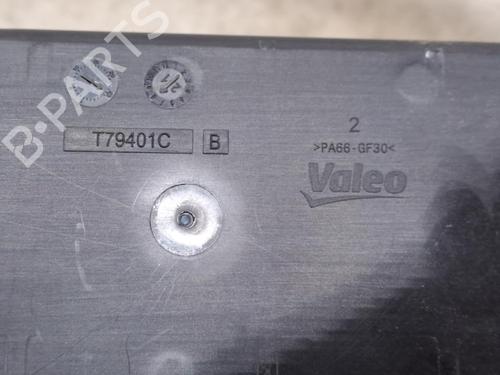 B-PARTS
T79401C B
2
>PA66-GF30<
Valeo